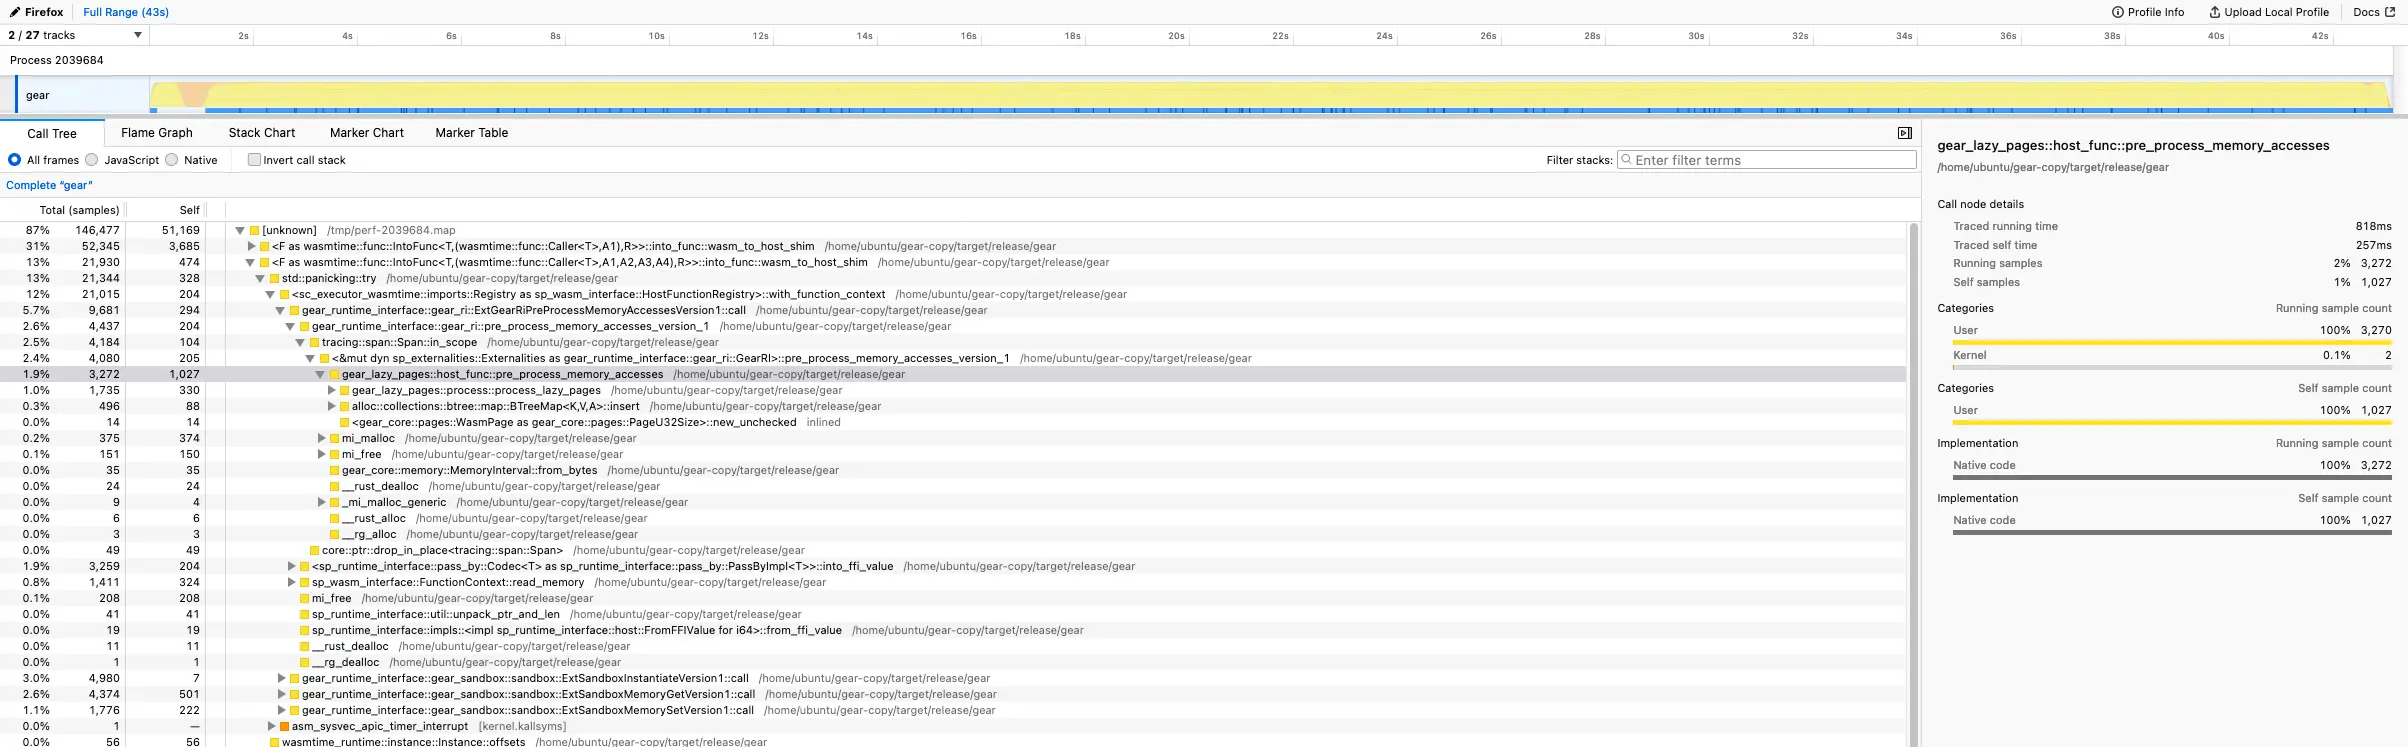 Firefox Full Range (43s) Profile Info Upload Local Profile Docs
2 / 27 tracks 2s 4s 6s 8s 10s 12s 14s 16s 18s 20s 22s 24s 26s 28s 30s 32s 34s 36s 38s 40s 42s
Process 2039684
gear
Call Tree Flame Graph Stack Chart Marker Chart Marker Table
All frames JavaScript Native Invert call stack Filter stacks: Enter filter terms
Complete “gear”
Total (samples) Self
87% 146,477 51,169 [unknown] /tmp/perf-2039684.map
31% 52,345 3,685 <F as wasmtime::func::IntoFunc<T,(wasmtime::func::Caller<T>,A1),R>>::into_func::wasm_to_host_shim /home/ubuntu/gear-copy/target/release/gear
13% 21,930 474 <F as wasmtime::func::IntoFunc<T,(wasmtime::func::Caller<T>,A1,A2,A3,A4),R>>::into_func::wasm_to_host_shim /home/ubuntu/gear-copy/target/release/gear
13% 21,344 328 std::panicking::try /home/ubuntu/gear-copy/target/release/gear
12% 21,015 204 <sc_executor_wasmtime::imports::Registry as sp_wasm_interface::HostFunctionRegistry>::with_function_context /home/ubuntu/gear-copy/target/release/gear
5.7% 9,681 294 gear_runtime_interface::gear_ri::ExtGearRiPreProcessMemoryAccessesVersion1::call /home/ubuntu/gear-copy/target/release/gear
2.6% 4,437 204 gear_runtime_interface::gear_ri::pre_process_memory_accesses_version_1 /home/ubuntu/gear-copy/target/release/gear
2.5% 4,184 104 tracing::span::Span::in_scope /home/ubuntu/gear-copy/target/release/gear
2.4% 4,080 205 <&mut dyn sp_externalities::Externalities as gear_runtime_interface::gear_ri::GearRI>::pre_process_memory_accesses_version_1 /home/ubuntu/gear-copy/target/release/gear
1.9% 3,272 1,027 gear_lazy_pages::host_func::pre_process_memory_accesses /home/ubuntu/gear-copy/target/release/gear
1.0% 1,735 330 gear_lazy_pages::process::process_lazy_pages /home/ubuntu/gear-copy/target/release/gear
0.3% 496 88 alloc::collections::btree::map::BTreeMap<K,V,A>::insert /home/ubuntu/gear-copy/target/release/gear
0.0% 14 14 <gear_core::pages::WasmPage as gear_core::pages::PageU32Size>::new_unchecked inlined
0.2% 375 374 mi_malloc /home/ubuntu/gear-copy/target/release/gear
0.1% 151 150 mi_free /home/ubuntu/gear-copy/target/release/gear
0.0% 35 35 gear_core::memory::MemoryInterval::from_bytes /home/ubuntu/gear-copy/target/release/gear
0.0% 24 24 __rust_dealloc /home/ubuntu/gear-copy/target/release/gear
0.0% 9 4 _mi_malloc_generic /home/ubuntu/gear-copy/target/release/gear
0.0% 6 6 __rust_alloc /home/ubuntu/gear-copy/target/release/gear
0.0% 3 3 __rg_alloc /home/ubuntu/gear-copy/target/release/gear
0.0% 49 49 core::ptr::drop_in_place<tracing::span::Span> /home/ubuntu/gear-copy/target/release/gear
1.9% 3,259 204 <sp_runtime_interface::pass_by::Codec<T> as sp_runtime_interface::pass_by::PassByImpl<T>>::into_ffi_value /home/ubuntu/gear-copy/target/release/gear
0.8% 1,411 324 sp_wasm_interface::FunctionContext::read_memory /home/ubuntu/gear-copy/target/release/gear
0.1% 208 208 mi_free /home/ubuntu/gear-copy/target/release/gear
0.0% 41 41 sp_runtime_interface::util::unpack_ptr_and_len /home/ubuntu/gear-copy/target/release/gear
0.0% 19 19 sp_runtime_interface::impls::<impl sp_runtime_interface::host::FromFFIValue for i64>::from_ffi_value /home/ubuntu/gear-copy/target/release/gear
0.0% 11 11 __rust_dealloc /home/ubuntu/gear-copy/target/release/gear
0.0% 1 1 __rg_dealloc /home/ubuntu/gear-copy/target/release/gear
3.0% 4,980 7 gear_runtime_interface::gear_sandbox::sandbox::ExtSandboxInstantiateVersion1::call /home/ubuntu/gear-copy/target/release/gear
2.6% 4,374 501 gear_runtime_interface::gear_sandbox::sandbox::ExtSandboxMemoryGetVersion1::call /home/ubuntu/gear-copy/target/release/gear
1.1% 1,776 222 gear_runtime_interface::gear_sandbox::sandbox::ExtSandboxMemorySetVersion1::call /home/ubuntu/gear-copy/target/release/gear
0.0% 1 — asm_sysvec_apic_timer_interrupt [kernel.kallsyms]
0.0% 56 56 wasmtime_runtime::instance::Instance::offsets /home/ubuntu/gear-copy/target/release/gear
gear_lazy_pages::host_func::pre_process_memory_accesses
/home/ubuntu/gear-copy/target/release/gear
Call node details
Traced running time 818ms
Traced self time 257ms
Running samples 2% 3,272
Self samples 1% 1,027
Categories Running sample count
User 100% 3,270
Kernel 0.1% 2
Categories Self sample count
User 100% 1,027
Implementation Running sample count
Native code 100% 3,272
Implementation Self sample count
Native code 100% 1,027